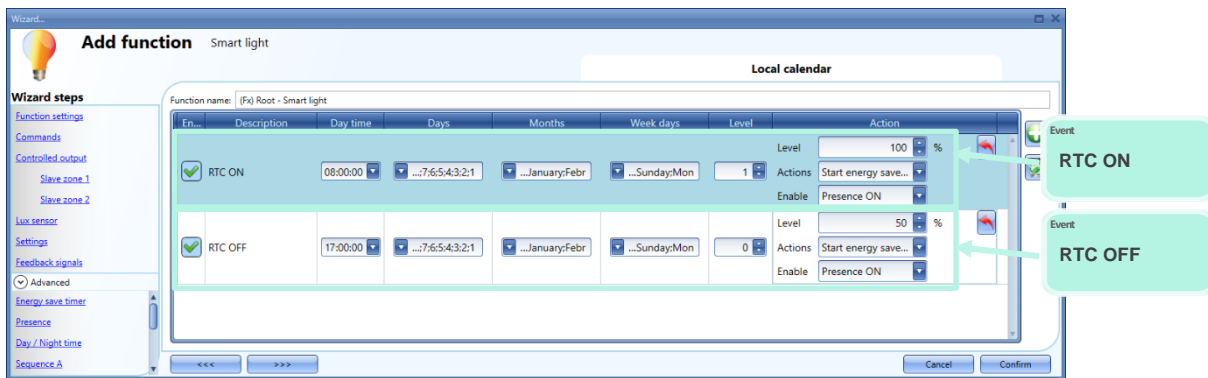 Wizard...
Add function Smart light
Local calendar
Wizard steps
Function settings
Commands
Controlled output
Slave zone 1
Slave zone 2
Lux sensor
Settings
Feedback signals
Advanced
Energy save timer
Presence
Day / Night time
Sequence A
Function name: (Fx) Root - Smart light
En... Description Day time Days Months Week days Level Action
RTC ON 08:00:00 ...;7;6;5;4;3;2;1 ...January;Febr ...Sunday;Mon 1
Level 100 %
Actions Start energy save...
Enable Presence ON
RTC OFF 17:00:00 ...;7;6;5;4;3;2;1 ...January;Febr ...Sunday;Mon 0
Level 50 %
Actions Start energy save...
Enable Presence ON
<<< >>> Cancel Confirm
Event
RTC ON
Event
RTC OFF